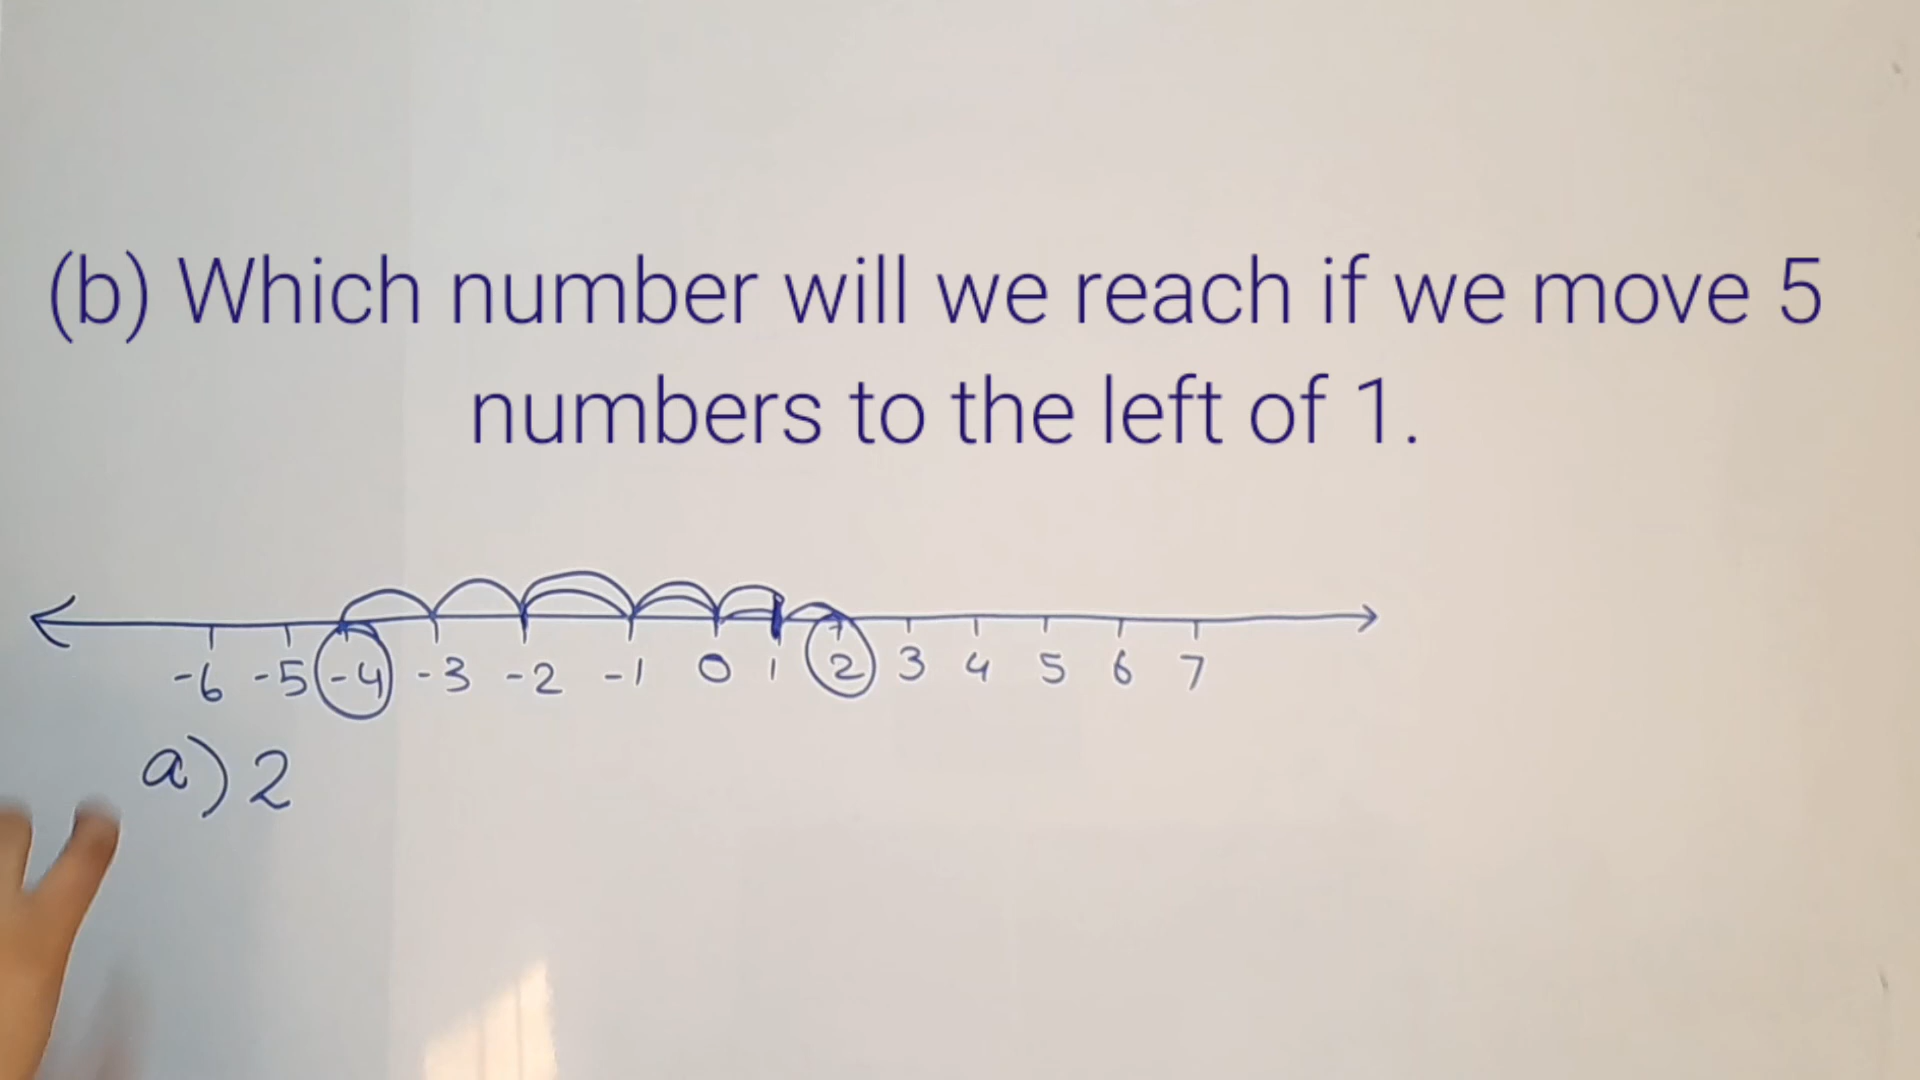 (b) Which number will we reach if we move 5
numbers to the left of 1.
-6 -5 -4 -3 -2 -1 0 1 2 3 4 5 6 7
a) 2